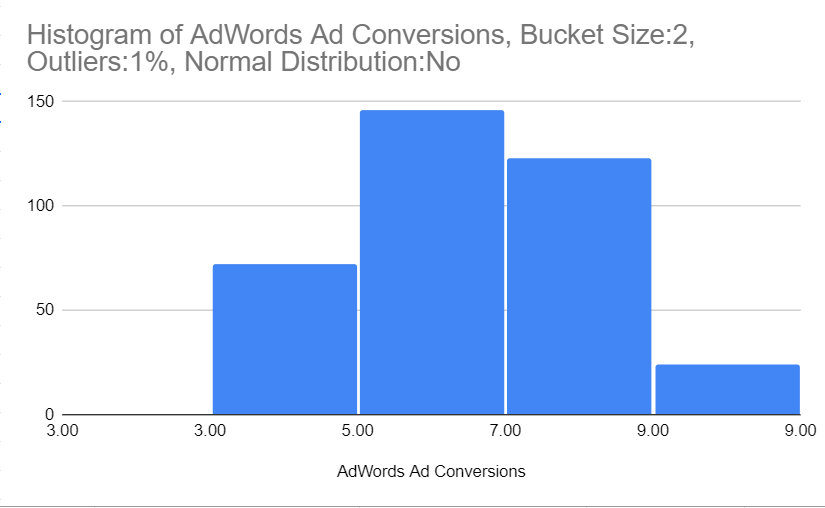 Histogram of AdWords Ad Conversions, Bucket Size:2,
Outliers:1%, Normal Distribution:No
150
100
50
0
3.00 3.00 5.00 7.00 9.00 9.00
AdWords Ad Conversions